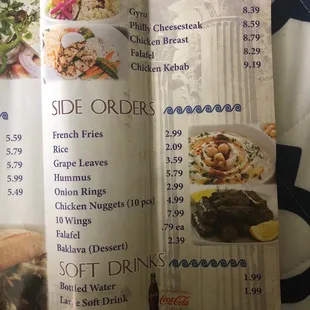 Gyro 8.39
Philly Cheesesteak 8.59
Chicken Breast 8.79
Falafel 8.29
Chicken Kebab 9.19
SIDE ORDERS
5.59
5.79
5.79
5.99
5.49
French Fries 2.99
Rice 2.09
Grape Leaves 3.59
Hummus 5.79
Onion Rings 2.99
Chicken Nuggets (10 pcs) 4.99
10 Wings 7.99
Falafel .79 ea
Baklava (Dessert) 2.39
SOFT DRINKS
Bottled Water 1.99
Large Soft Drink 1.99
Coca-Cola